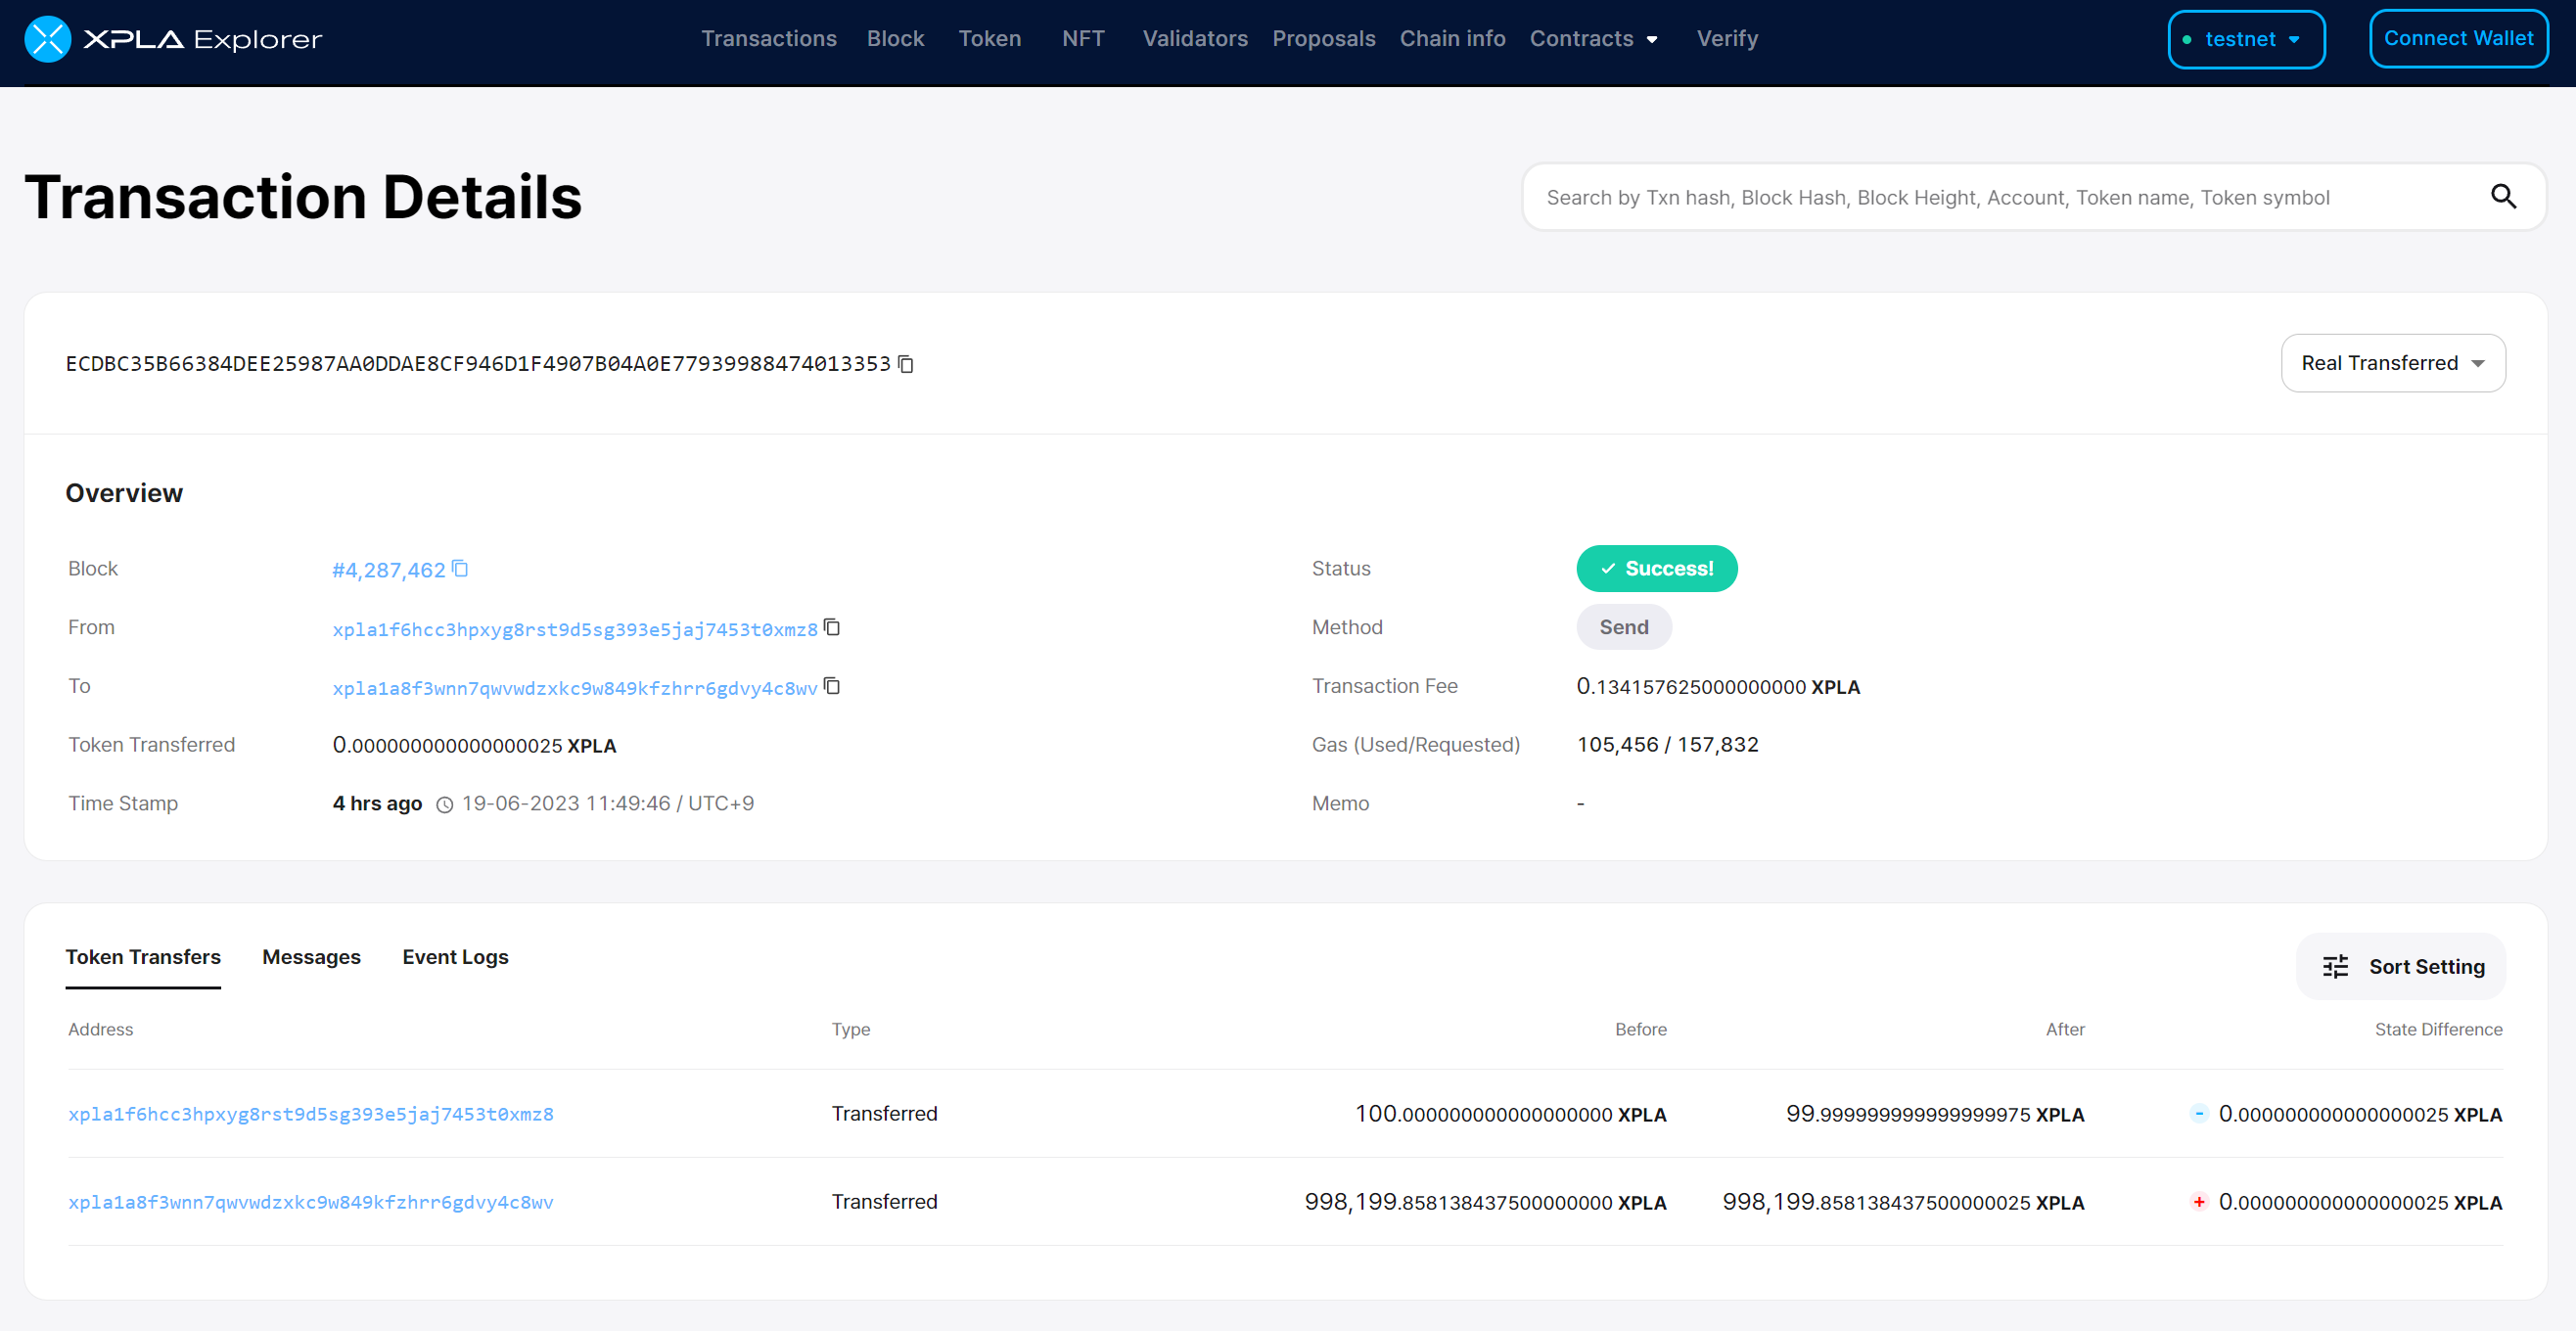 XPLA Explorer
Transactions Block Token NFT Validators Proposals Chain info Contracts Verify
testnet
Connect Wallet
Transaction Details
Search by Txn hash, Block Hash, Block Height, Account, Token name, Token symbol
ECDBC35B66384DEE25987AA0DDAE8CF946D1F4907B04A0E77939988474013353
Real Transferred
Overview
Block #4,287,462
From xpla1f6hcc3hpxyg8rst9d5sg393e5jaj7453t0xmz8
To xpla1a8f3wnn7qwvwdzxkc9w849kfzhrr6gdvy4c8wv
Token Transferred 0.000000000000000025 XPLA
Time Stamp 4 hrs ago 19-06-2023 11:49:46 / UTC+9
Status Success!
Method Send
Transaction Fee 0.134157625000000000 XPLA
Gas (Used/Requested) 105,456 / 157,832
Memo -
Token Transfers Messages Event Logs
Sort Setting
Address Type Before After State Difference
xpla1f6hcc3hpxyg8rst9d5sg393e5jaj7453t0xmz8 Transferred 100.000000000000000000 XPLA 99.999999999999999975 XPLA - 0.000000000000000025 XPLA
xpla1a8f3wnn7qwvwdzxkc9w849kfzhrr6gdvy4c8wv Transferred 998,199.858138437500000000 XPLA 998,199.858138437500000025 XPLA + 0.000000000000000025 XPLA